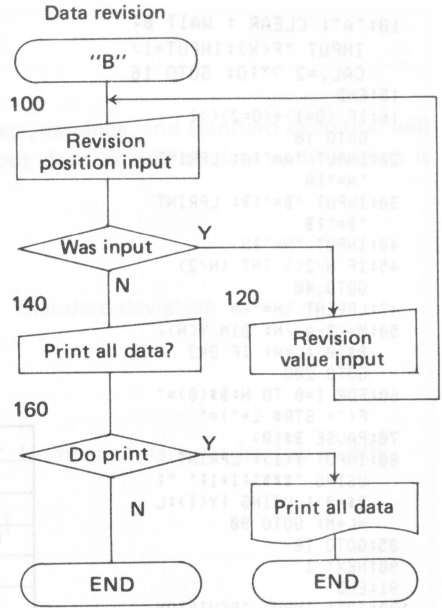 Data revision
"B"
100
Revision
position input
Was input
Y
N
140
120
Print all data?
Revision
value input
160
Do print
Y
N
Print all data
END
END